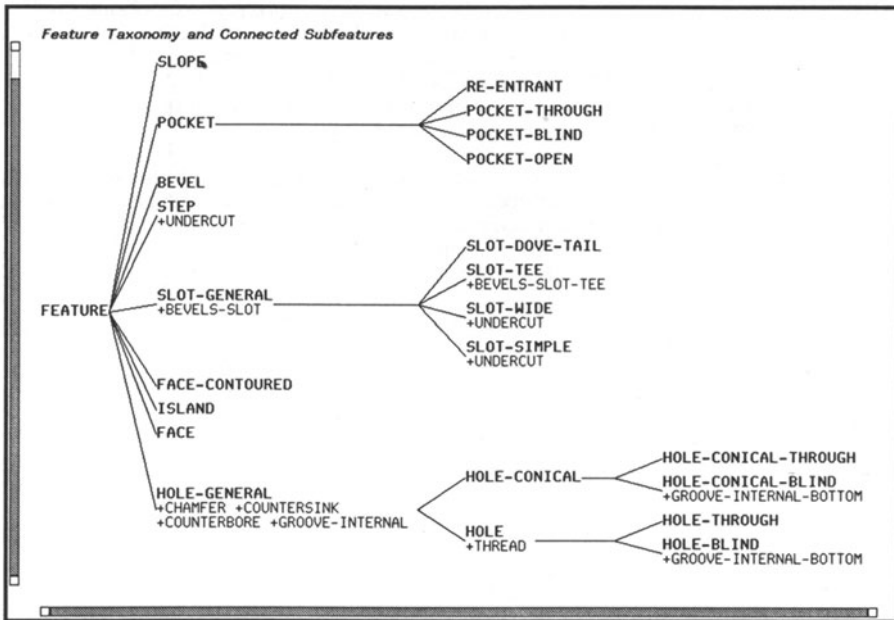 Feature Taxonomy and Connected Subfeatures
SLOPE
RE-ENTRANT
POCKET-THROUGH
POCKET
POCKET-BLIND
POCKET-OPEN
BEVEL
STEP
+UNDERCUT
SLOT-DOVE-TAIL
SLOT-TEE
+BEVELS-SLOT-TEE
SLOT-GENERAL
+BEVELS-SLOT
FEATURE
SLOT-WIDE
+UNDERCUT
SLOT-SIMPLE
+UNDERCUT
FACE-CONTOURED
ISLAND
FACE
HOLE-CONICAL-THROUGH
HOLE-CONICAL
HOLE-CONICAL-BLIND
+GROOVE-INTERNAL-BOTTOM
HOLE-GENERAL
+CHAMFER +COUNTERSINK
+COUNTERBORE +GROOVE-INTERNAL
HOLE-THROUGH
HOLE
+THREAD
HOLE-BLIND
+GROOVE-INTERNAL-BOTTOM